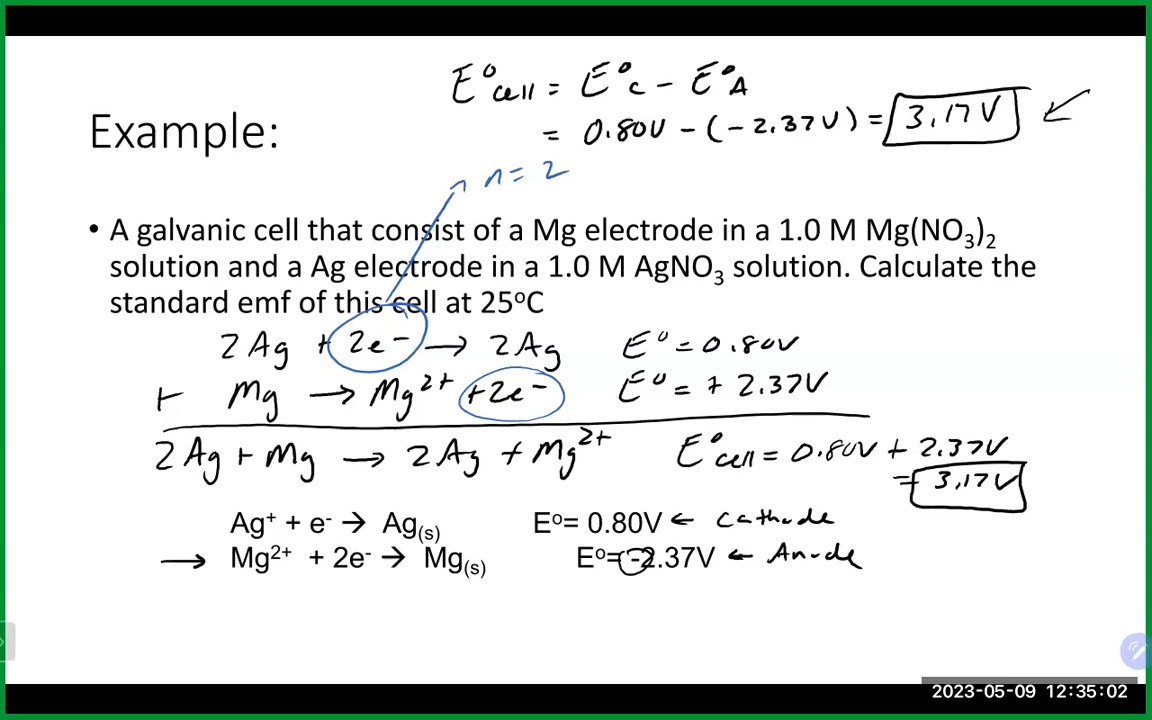 E°cell = E°c - E°A
Example:
= 0.80V - (-2.37V) = 3.17V ←
n = 2
• A galvanic cell that consist of a Mg electrode in a 1.0 M Mg(NO₃)₂
solution and a Ag electrode in a 1.0 M AgNO₃ solution. Calculate the
standard emf of this cell at 25°C
2Ag + 2e⁻ → 2Ag E° = 0.80V
+ Mg → Mg²⁺ +2e⁻ E° = +2.37V
2Ag + Mg → 2Ag + Mg²⁺ E°cell = 0.80V + 2.37V
= 3.17V
Ag⁺ + e⁻ → Ag(s) E°= 0.80V ← Cathode
→ Mg²⁺ + 2e⁻ → Mg(s) E°= -2.37V ← Anode
2023-05-09 12:35:02